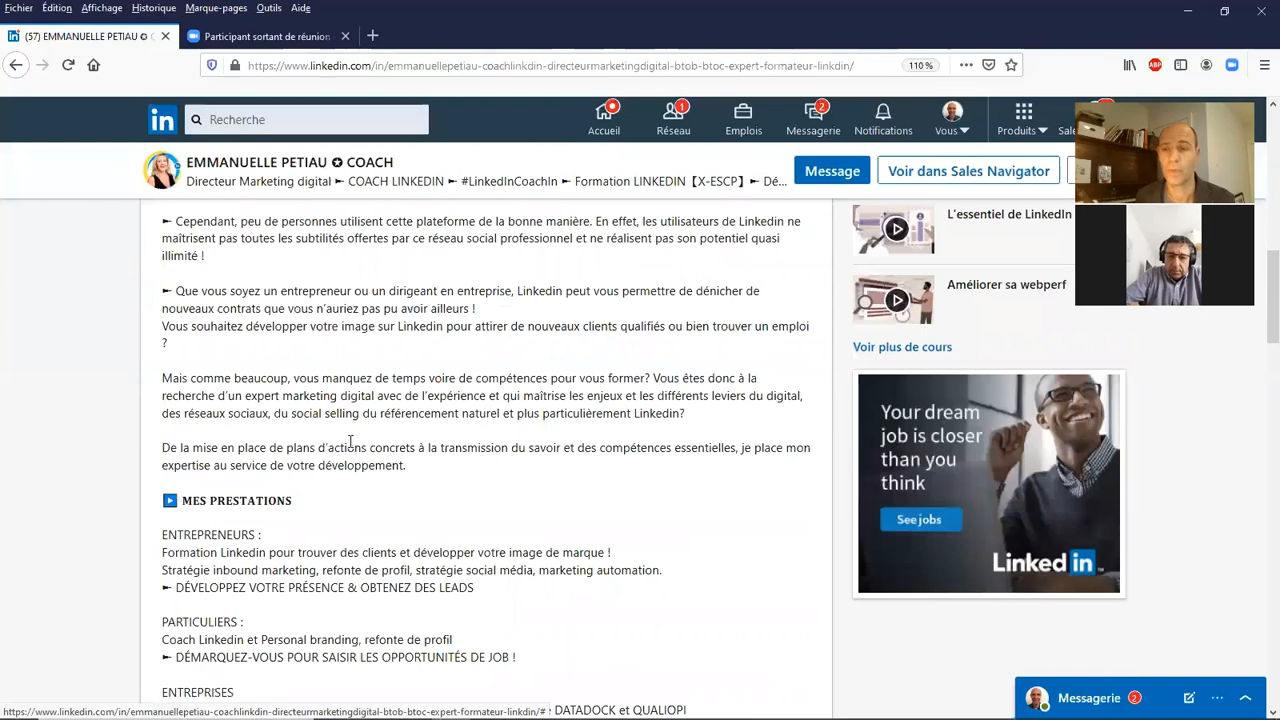 Fichier Édition Affichage Historique Marque-pages Outils Aide
(57) EMMANUELLE PETIAU ✪ C
Participant sortant de réunion
https://www.linkedin.com/in/emmanuellepetiau-coachlinkdin-directeurmarketingdigital-btob-btoc-expert-formateur-linkdin/
110 %
ABP
in
Recherche
Accueil
1
Réseau
Emplois
2
Messagerie
Notifications
Vous
Produits
Sale
EMMANUELLE PETIAU ✪ COACH
Directeur Marketing digital ➛ COACH LINKEDIN ➛ #LinkedInCoachIn ➛ Formation LINKEDIN【X-ESCP】➛ Dé...
Message
Voir dans Sales Navigator
➛ Cependant, peu de personnes utilisent cette plateforme de la bonne manière. En effet, les utilisateurs de Linkedin ne
maîtrisent pas toutes les subtilités offertes par ce réseau social professionnel et ne réalisent pas son potentiel quasi
illimité !
➛ Que vous soyez un entrepreneur ou un dirigeant en entreprise, Linkedin peut vous permettre de dénicher de
nouveaux contrats que vous n'auriez pas pu avoir ailleurs !
Vous souhaitez développer votre image sur Linkedin pour attirer de nouveaux clients qualifiés ou bien trouver un emploi
?
Mais comme beaucoup, vous manquez de temps voire de compétences pour vous former? Vous êtes donc à la
recherche d'un expert marketing digital avec de l'expérience et qui maîtrise les enjeux et les différents leviers du digital,
des réseaux sociaux, du social selling du référencement naturel et plus particulièrement Linkedin?
De la mise en place de plans d'actions concrets à la transmission du savoir et des compétences essentielles, je place mon
expertise au service de votre développement.
▶ MES PRESTATIONS
ENTREPRENEURS :
Formation Linkedin pour trouver des clients et développer votre image de marque !
Stratégie inbound marketing, refonte de profil, stratégie social média, marketing automation.
➛ DÉVELOPPEZ VOTRE PRÉSENCE & OBTENEZ DES LEADS
PARTICULIERS :
Coach Linkedin et Personal branding, refonte de profil
➛ DÉMARQUEZ-VOUS POUR SAISIR LES OPPORTUNITÉS DE JOB !
ENTREPRISES
DATADOCK et QUALIOPI
L'essentiel de LinkedIn
Améliorer sa webperf
Voir plus de cours
Your dream
job is closer
than you
think
See jobs
Linked in
Messagerie 2
https://www.linkedin.com/in/emmanuellepetiau-coachlinkdin-directeurmarketingdigital-btob-btoc-expert-formateur-linkdin/#